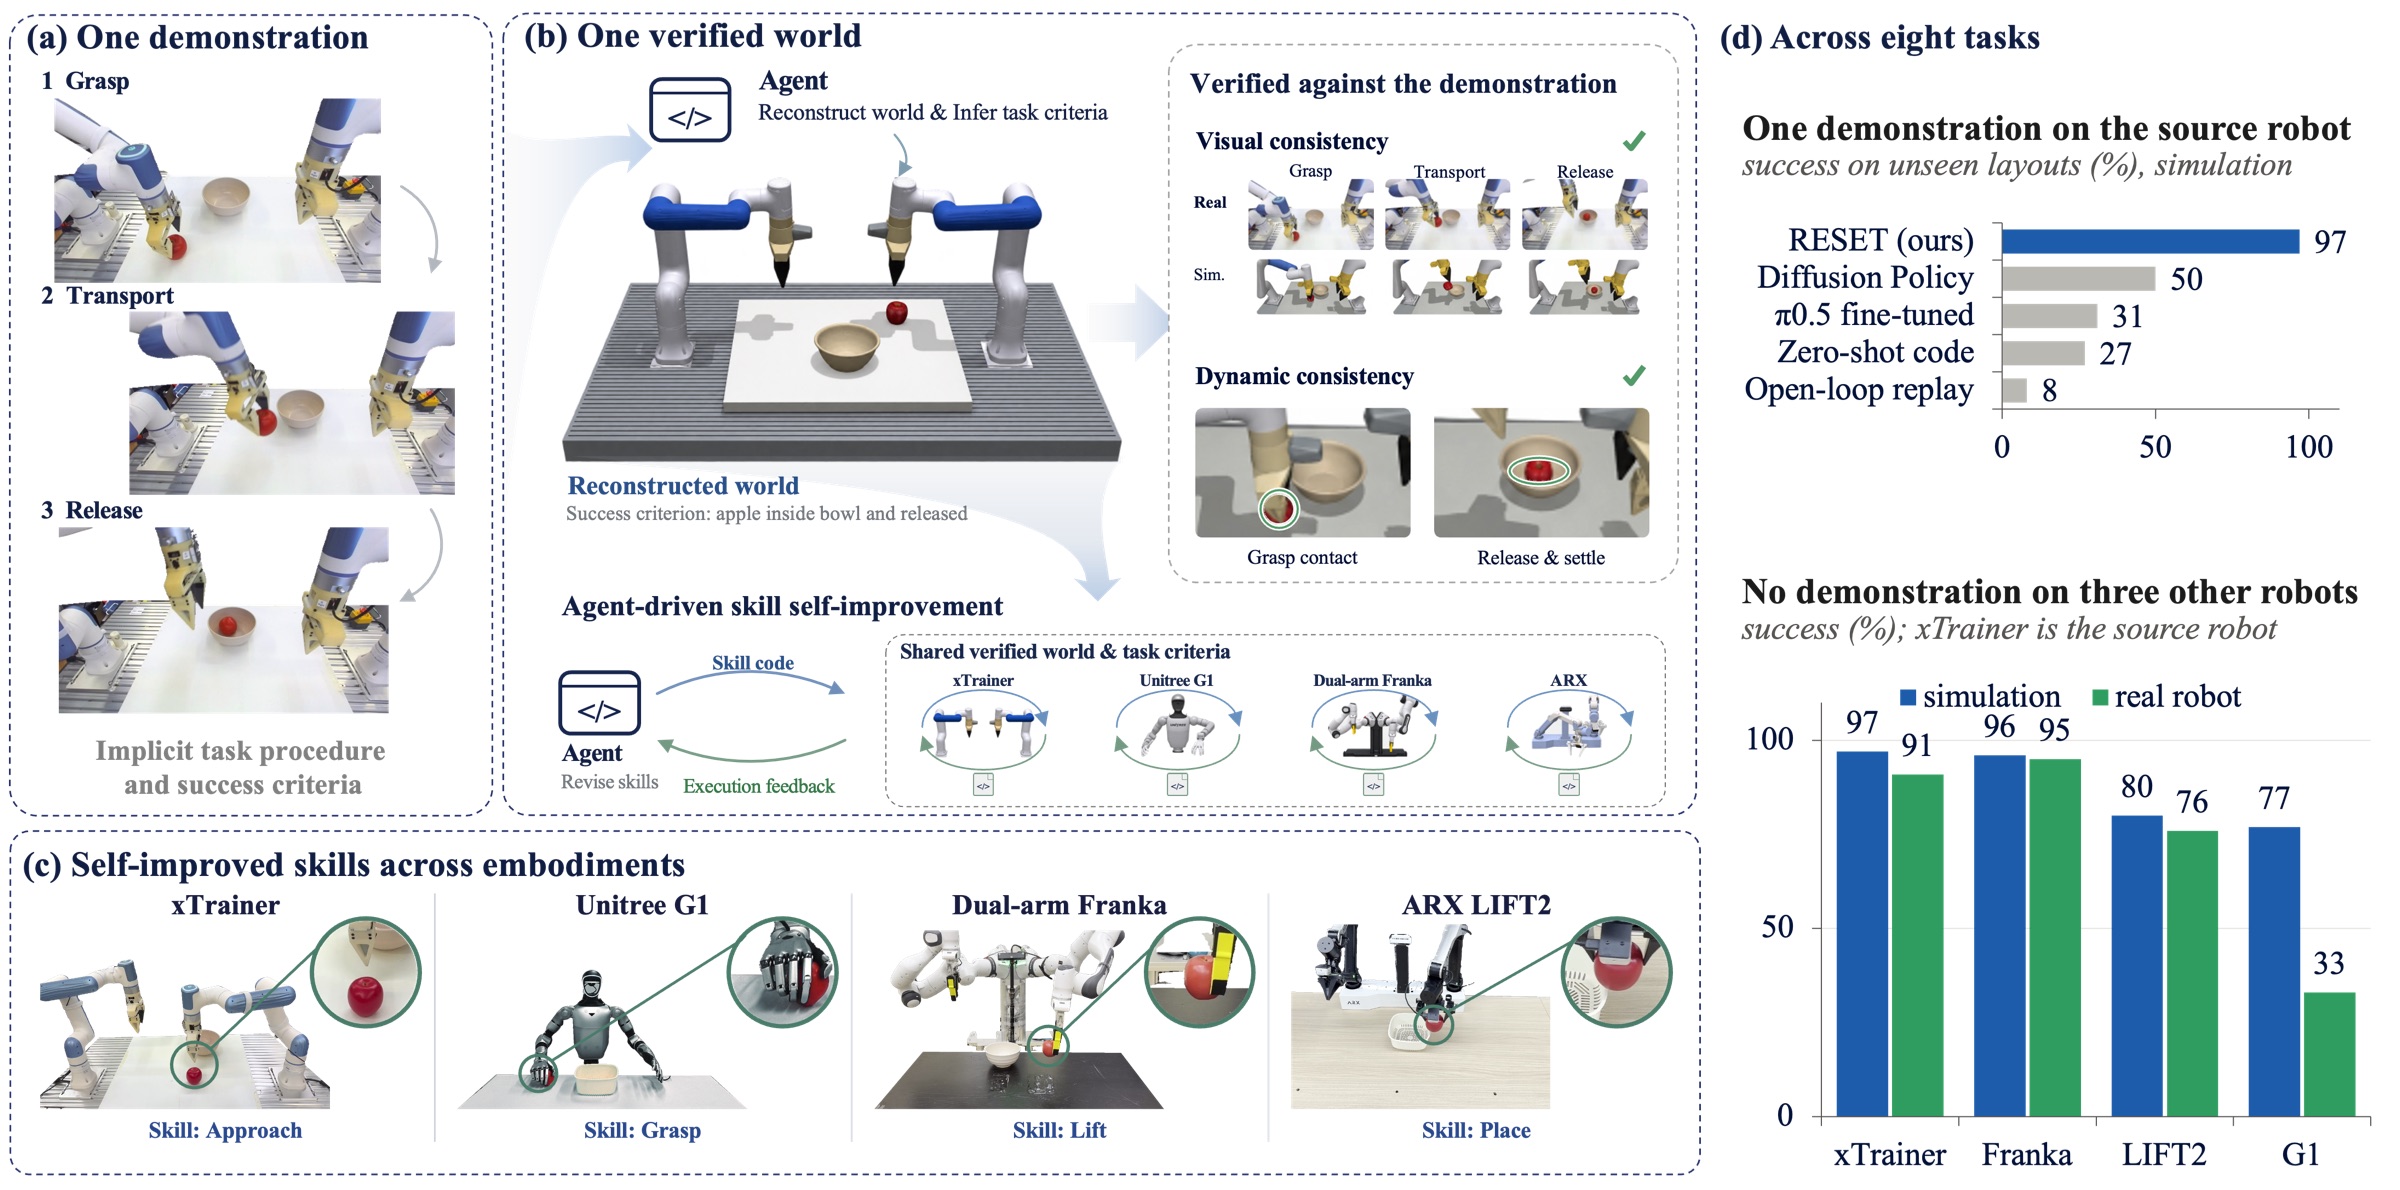 (a) One demonstration
1 Grasp
2 Transport
3 Release
Implicit task procedure
and success criteria
(b) One verified world
</>
Agent
Reconstruct world & Infer task criteria
Reconstructed world
Success criterion: apple inside bowl and released
Verified against the demonstration
Visual consistency
Grasp Transport Release
Real
Sim.
Dynamic consistency
Grasp contact
Release & settle
Agent-driven skill self-improvement
</>
Agent
Revise skills
Skill code
Execution feedback
Shared verified world & task criteria
xTrainer
Unitree G1
Dual-arm Franka
ARX
</>
</>
</>
</>
(c) Self-improved skills across embodiments
xTrainer
Skill: Approach
Unitree G1
Skill: Grasp
Dual-arm Franka
Skill: Lift
ARX LIFT2
ARX
Skill: Place
(d) Across eight tasks
One demonstration on the source robot
success on unseen layouts (%), simulation
RESET (ours) 97
Diffusion Policy 50
π0.5 fine-tuned 31
Zero-shot code 27
Open-loop replay 8
0 50 100
No demonstration on three other robots
success (%); xTrainer is the source robot
simulation real robot
97 91 96 95 80 76 77 33
100
50
0
xTrainer Franka LIFT2 G1